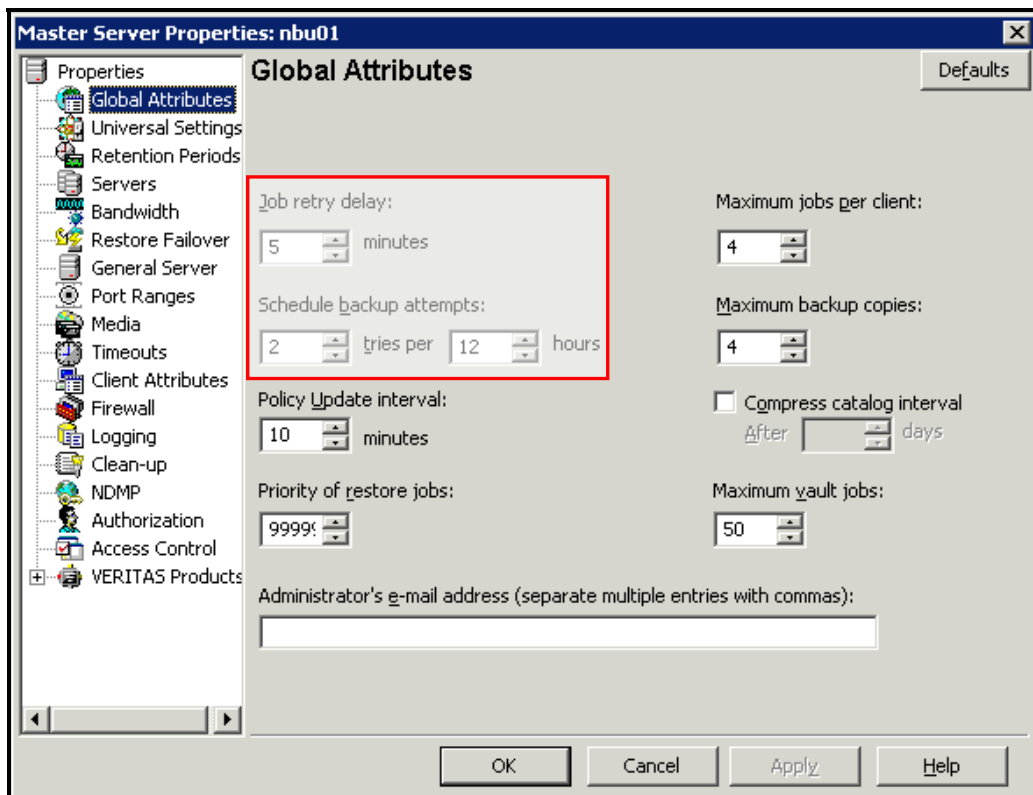 Master Server Properties: nbu01
Properties
Global Attributes
Universal Settings
Retention Periods
Servers
Bandwidth
Restore Failover
General Server
Port Ranges
Media
Timeouts
Client Attributes
Firewall
Logging
Clean-up
NDMP
Authorization
Access Control
VERITAS Products
Global Attributes
Defaults
Job retry delay:
5 minutes
Maximum jobs per client:
4
Schedule backup attempts:
2 tries per 12 hours
Maximum backup copies:
4
Policy Update interval:
10 minutes
Compress catalog interval
After days
Priority of restore jobs:
9999
Maximum vault jobs:
50
Administrator's e-mail address (separate multiple entries with commas):
OK
Cancel
Apply
Help